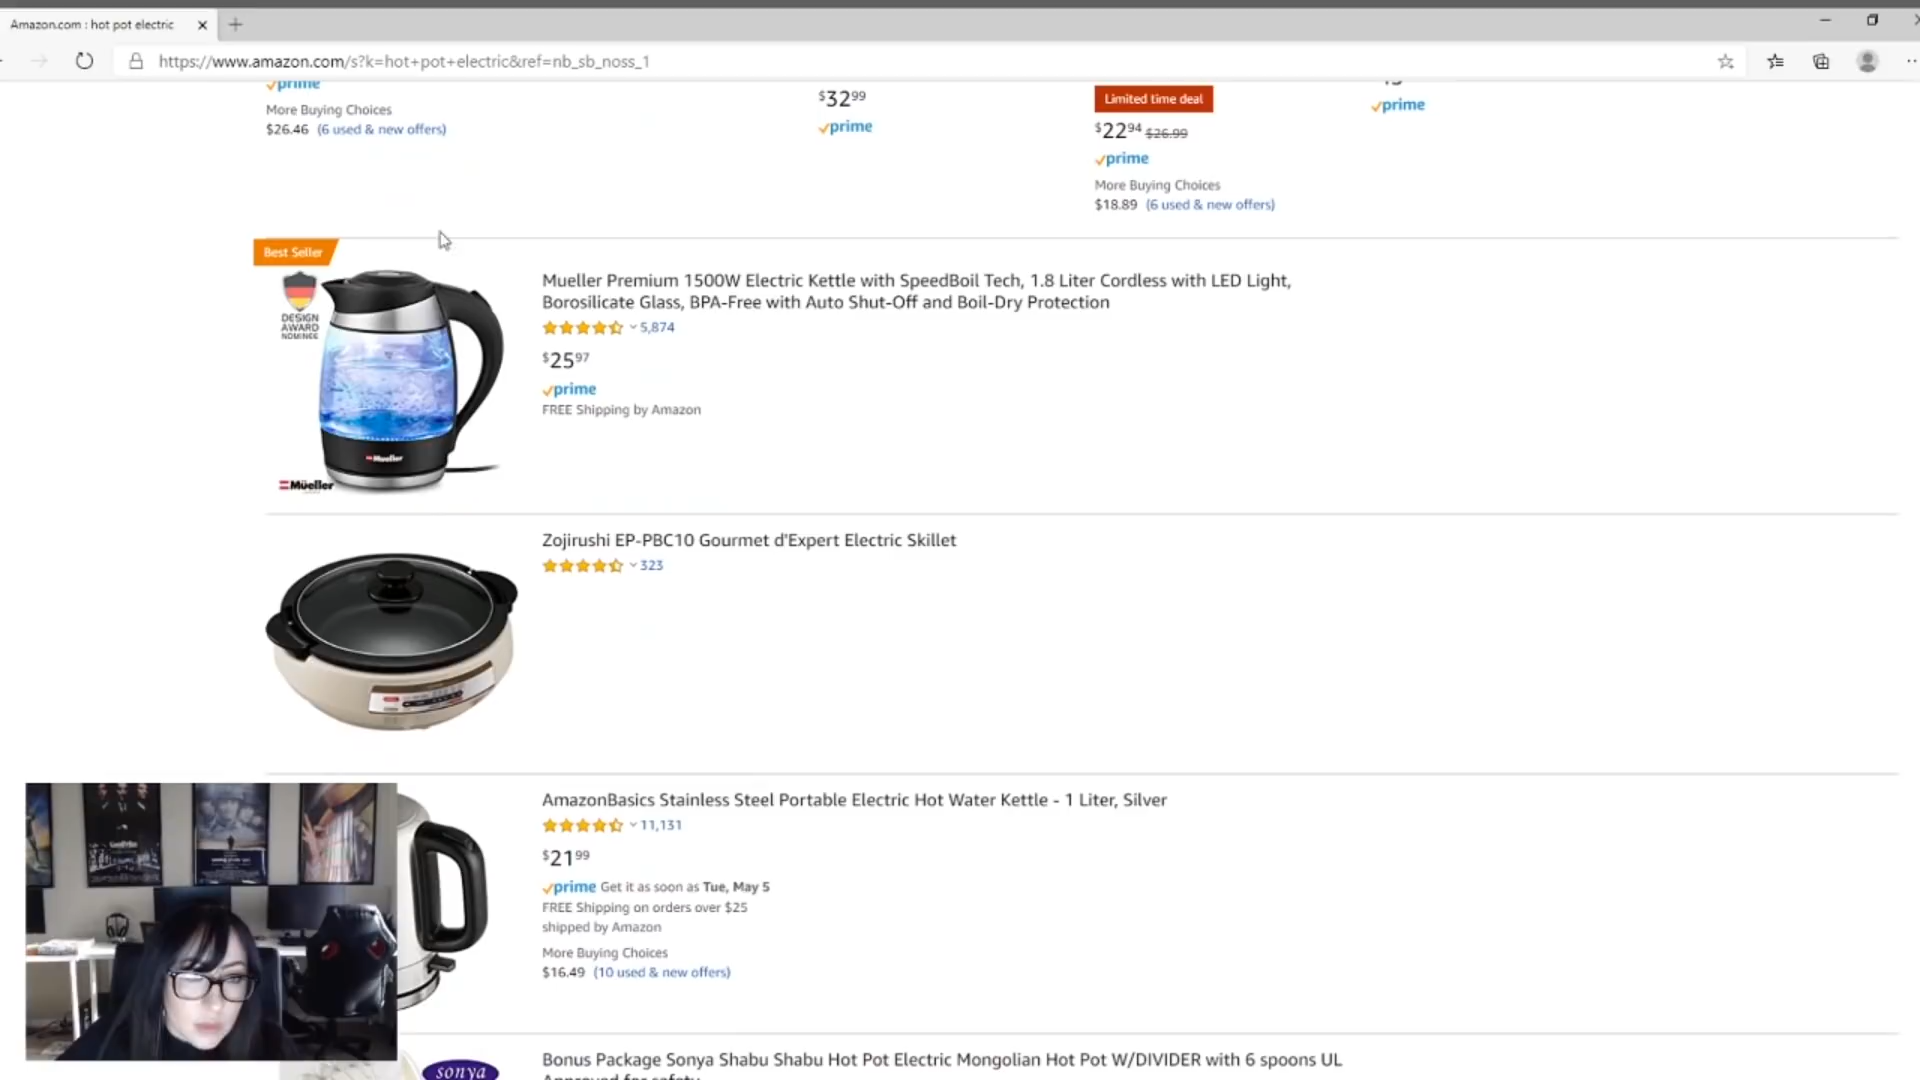 Amazon.com : hot pot electric
https://www.amazon.com/s?k=hot+pot+electric&ref=nb_sb_noss_1
prime
More Buying Choices
$26.46 (6 used & new offers)
$32 99
prime
Limited time deal
$22 94 $26.99
prime
More Buying Choices
$18.89 (6 used & new offers)
prime
Best Seller
DESIGN
AWARD
NOMINEE
Mueller
Müeller
Mueller Premium 1500W Electric Kettle with SpeedBoil Tech, 1.8 Liter Cordless with LED Light,
Borosilicate Glass, BPA-Free with Auto Shut-Off and Boil-Dry Protection
5,874
$25 97
prime
FREE Shipping by Amazon
Zojirushi EP-PBC10 Gourmet d'Expert Electric Skillet
323
AmazonBasics Stainless Steel Portable Electric Hot Water Kettle - 1 Liter, Silver
11,131
$21 99
prime Get it as soon as Tue, May 5
FREE Shipping on orders over $25
shipped by Amazon
More Buying Choices
$16.49 (10 used & new offers)
sonya
Bonus Package Sonya Shabu Shabu Hot Pot Electric Mongolian Hot Pot W/DIVIDER with 6 spoons UL
Approved for safety